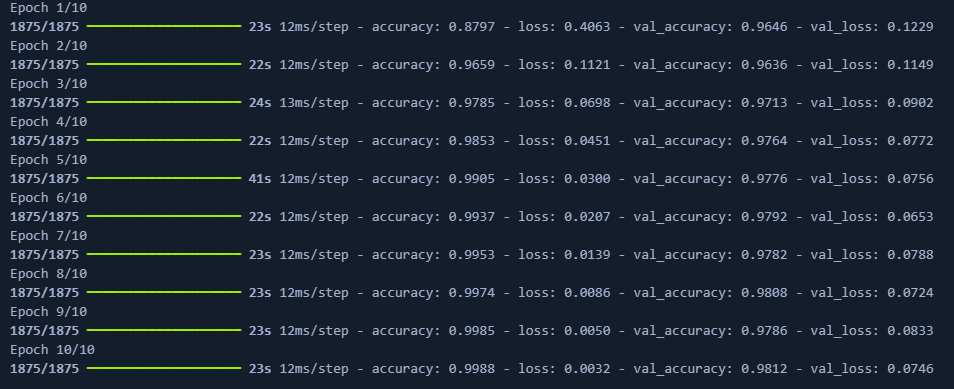 Epoch 1/10
1875/1875 ━━━━━━━━━━━━━━━━━━━━ 23s 12ms/step - accuracy: 0.8797 - loss: 0.4063 - val_accuracy: 0.9646 - val_loss: 0.1229
Epoch 2/10
1875/1875 ━━━━━━━━━━━━━━━━━━━━ 22s 12ms/step - accuracy: 0.9659 - loss: 0.1121 - val_accuracy: 0.9636 - val_loss: 0.1149
Epoch 3/10
1875/1875 ━━━━━━━━━━━━━━━━━━━━ 24s 13ms/step - accuracy: 0.9785 - loss: 0.0698 - val_accuracy: 0.9713 - val_loss: 0.0902
Epoch 4/10
1875/1875 ━━━━━━━━━━━━━━━━━━━━ 22s 12ms/step - accuracy: 0.9853 - loss: 0.0451 - val_accuracy: 0.9764 - val_loss: 0.0772
Epoch 5/10
1875/1875 ━━━━━━━━━━━━━━━━━━━━ 41s 12ms/step - accuracy: 0.9905 - loss: 0.0300 - val_accuracy: 0.9776 - val_loss: 0.0756
Epoch 6/10
1875/1875 ━━━━━━━━━━━━━━━━━━━━ 22s 12ms/step - accuracy: 0.9937 - loss: 0.0207 - val_accuracy: 0.9792 - val_loss: 0.0653
Epoch 7/10
1875/1875 ━━━━━━━━━━━━━━━━━━━━ 23s 12ms/step - accuracy: 0.9953 - loss: 0.0139 - val_accuracy: 0.9782 - val_loss: 0.0788
Epoch 8/10
1875/1875 ━━━━━━━━━━━━━━━━━━━━ 23s 12ms/step - accuracy: 0.9974 - loss: 0.0086 - val_accuracy: 0.9808 - val_loss: 0.0724
Epoch 9/10
1875/1875 ━━━━━━━━━━━━━━━━━━━━ 23s 12ms/step - accuracy: 0.9985 - loss: 0.0050 - val_accuracy: 0.9786 - val_loss: 0.0833
Epoch 10/10
1875/1875 ━━━━━━━━━━━━━━━━━━━━ 23s 12ms/step - accuracy: 0.9988 - loss: 0.0032 - val_accuracy: 0.9812 - val_loss: 0.0746